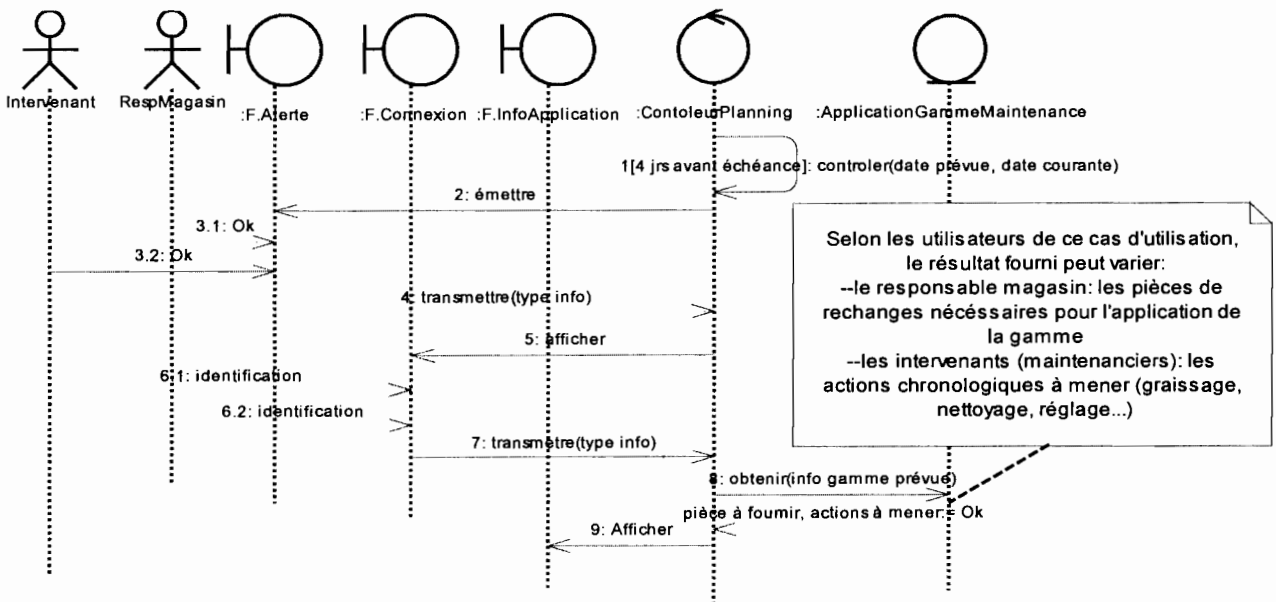 Intervenant
RespMagasin
:F.Alerte
:F.Connexion
:F.InfoApplication
:ContoleurPlanning
:ApplicationGammeMaintenance
1[4 jrs avant échéance]: controler(date prévue, date courante)
2: émettre
3.1: Ok
3.2: Ok
4: transmettre(type info)
5: afficher
6.1: identification
6.2: identification
7: transmetre(type info)
8: obtenir(info gamme prévue)
pièce à fournir, actions à mener:= Ok
9: Afficher
Selon les utilisateurs de ce cas d'utilisation,
le résultat fourni peut varier:
--le responsable magasin: les pièces de
rechanges nécéssaires pour l'application de
la gamme
--les intervenants (maintenanciers): les
actions chronologiques à mener (graissage,
nettoyage, réglage...)